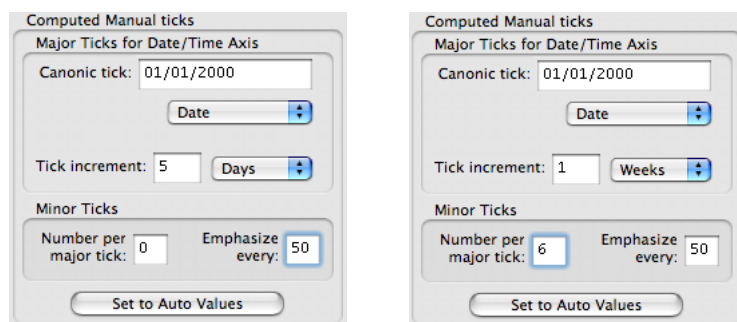 Computed Manual ticks
Major Ticks for Date/Time Axis
Canonic tick: 01/01/2000
Date
Tick increment: 5 Days
Minor Ticks
Number per major tick: 0 Emphasize every: 50
Set to Auto Values
Computed Manual ticks
Major Ticks for Date/Time Axis
Canonic tick: 01/01/2000
Date
Tick increment: 1 Weeks
Minor Ticks
Number per major tick: 6 Emphasize every: 50
Set to Auto Values